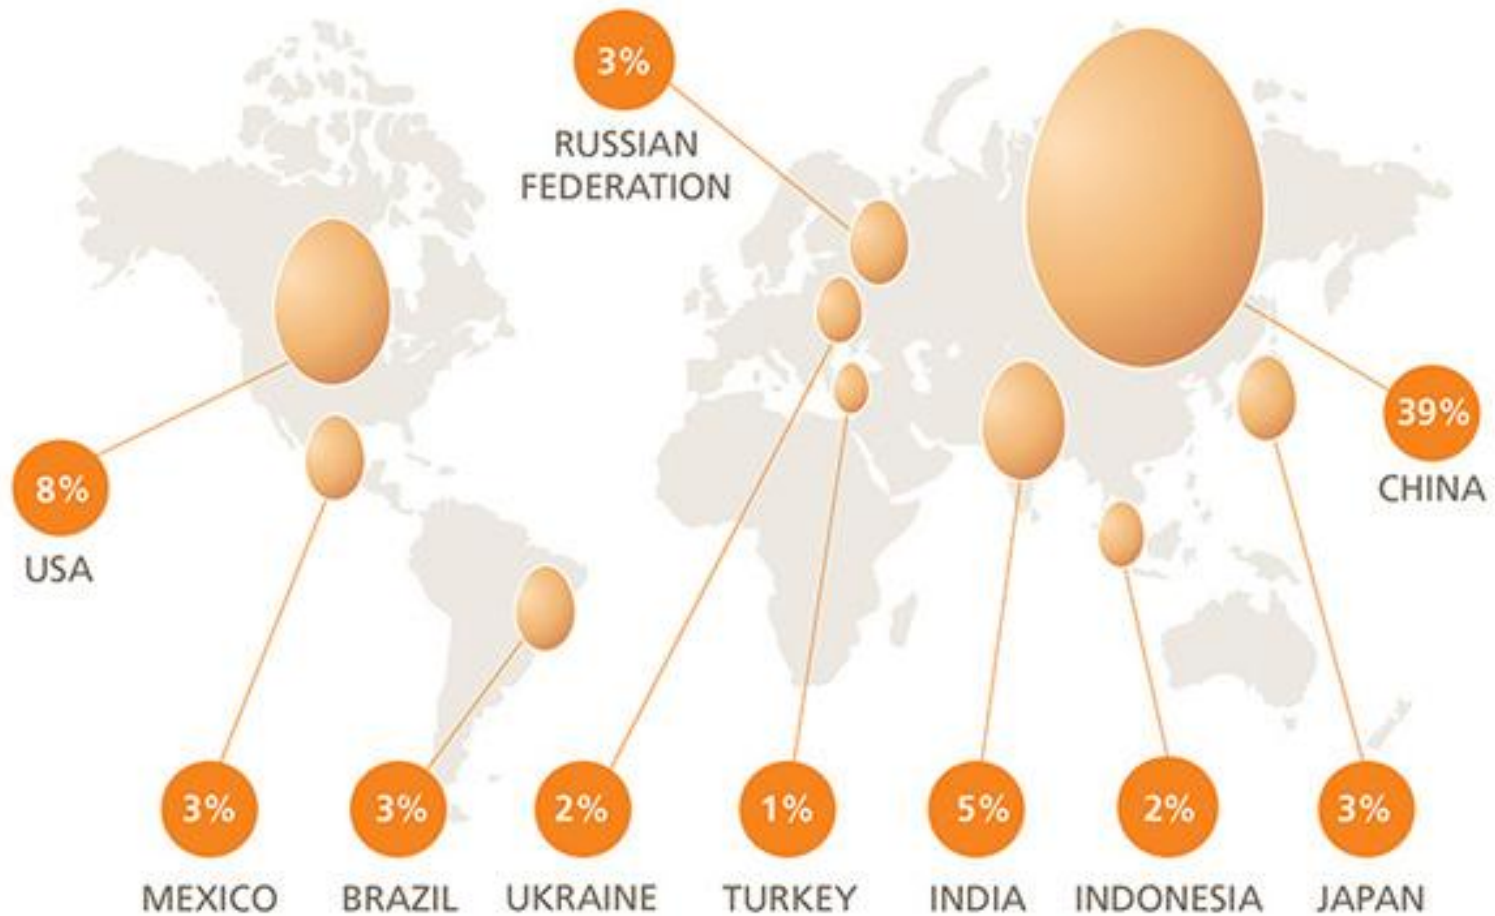 3%
RUSSIAN
FEDERATION
39%
CHINA
8%
USA
3%
MEXICO
3%
BRAZIL
2%
UKRAINE
1%
TURKEY
5%
INDIA
2%
INDONESIA
3%
JAPAN